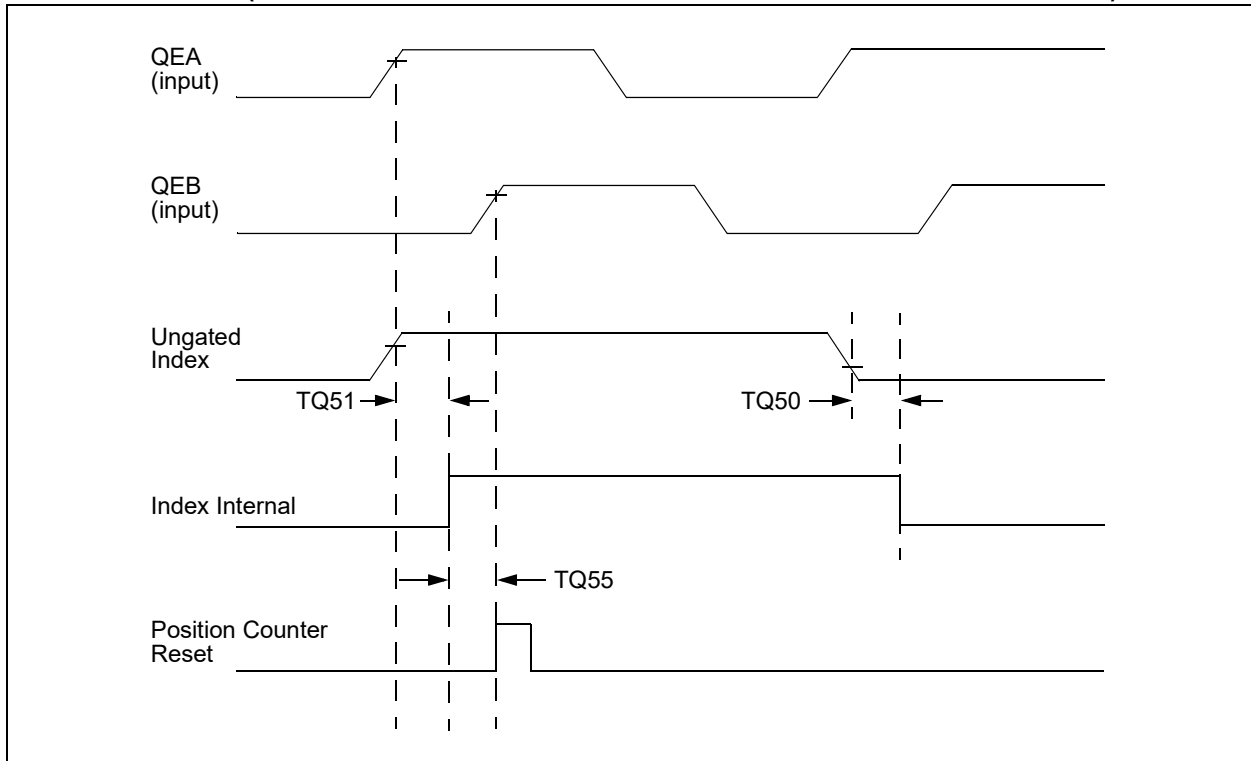 QEA
(input)
QEB
(input)
Ungated
Index
TQ51
TQ50
Index Internal
TQ55
Position Counter
Reset